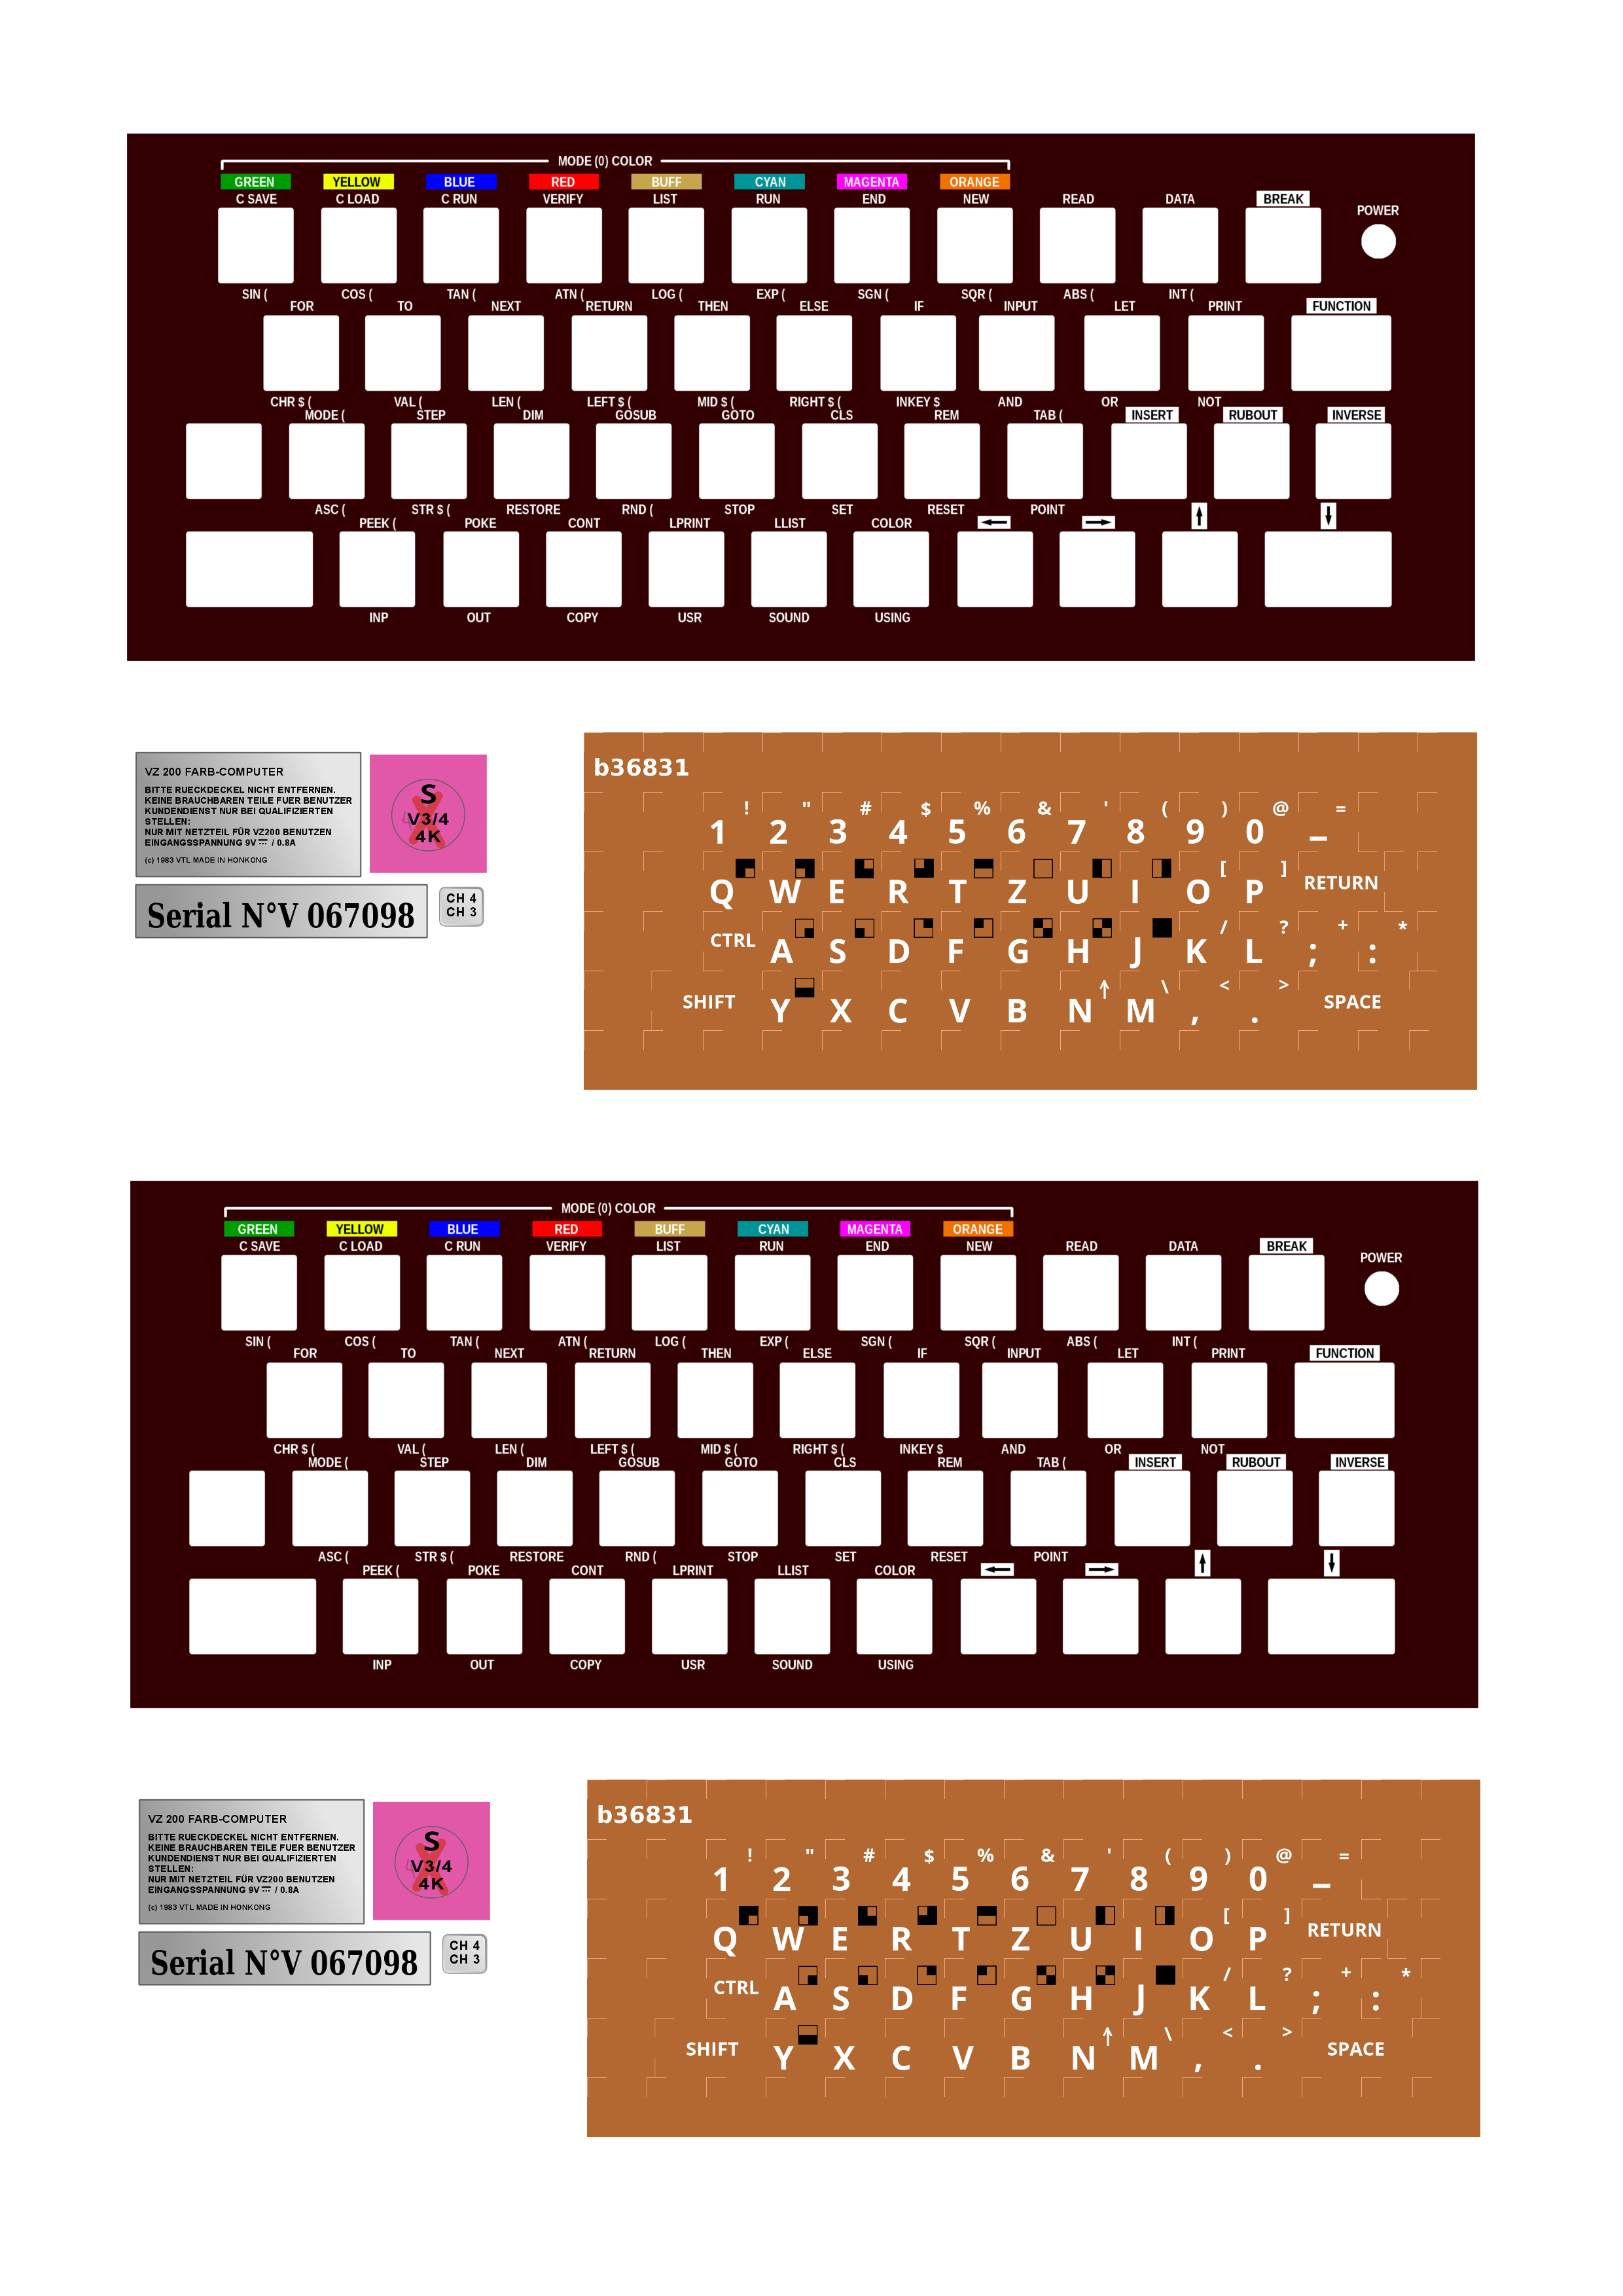 MODE (0) COLOR
GREEN YELLOW BLUE RED BUFF CYAN MAGENTA ORANGE
C SAVE C LOAD C RUN VERIFY LIST RUN END NEW READ DATA BREAK
POWER
SIN ( COS ( TAN ( ATN ( LOG ( EXP ( SGN ( SQR ( ABS ( INT (
FOR TO NEXT RETURN THEN ELSE IF INPUT LET PRINT FUNCTION
CHR $ ( VAL ( LEN ( LEFT $ ( MID $ ( RIGHT $ ( INKEY $ AND OR NOT
MODE ( STEP DIM GOSUB GOTO CLS REM TAB ( INSERT RUBOUT INVERSE
ASC ( STR $ ( RESTORE RND ( STOP SET RESET POINT
PEEK ( POKE CONT LPRINT LLIST COLOR ← → ↑ ↓
INP OUT COPY USR SOUND USING
VZ 200 FARB-COMPUTER
BITTE RUECKDECKEL NICHT ENTFERNEN.
KEINE BRAUCHBAREN TEILE FUER BENUTZER
KUNDENDIENST NUR BEI QUALIFIZIERTEN
STELLEN:
NUR MIT NETZTEIL FÜR VZ200 BENUTZEN
EINGANGSSPANNUNG 9V ⎓ / 0.8A
(c) 1983 VTL MADE IN HONKONG
S
V3/4
4K
Serial N°V 067098
CH 4
CH 3
b36831
! " # $ % & ' ( ) @ =
1 2 3 4 5 6 7 8 9 0 –
[ ]
Q W E R T Z U I O P RETURN
/ ? + *
CTRL A S D F G H J K L ; :
↑ \ < >
SHIFT Y X C V B N M , . SPACE
MODE (0) COLOR
GREEN YELLOW BLUE RED BUFF CYAN MAGENTA ORANGE
C SAVE C LOAD C RUN VERIFY LIST RUN END NEW READ DATA BREAK
POWER
SIN ( COS ( TAN ( ATN ( LOG ( EXP ( SGN ( SQR ( ABS ( INT (
FOR TO NEXT RETURN THEN ELSE IF INPUT LET PRINT FUNCTION
CHR $ ( VAL ( LEN ( LEFT $ ( MID $ ( RIGHT $ ( INKEY $ AND OR NOT
MODE ( STEP DIM GOSUB GOTO CLS REM TAB ( INSERT RUBOUT INVERSE
ASC ( STR $ ( RESTORE RND ( STOP SET RESET POINT
PEEK ( POKE CONT LPRINT LLIST COLOR ← → ↑ ↓
INP OUT COPY USR SOUND USING
VZ 200 FARB-COMPUTER
BITTE RUECKDECKEL NICHT ENTFERNEN.
KEINE BRAUCHBAREN TEILE FUER BENUTZER
KUNDENDIENST NUR BEI QUALIFIZIERTEN
STELLEN:
NUR MIT NETZTEIL FÜR VZ200 BENUTZEN
EINGANGSSPANNUNG 9V ⎓ / 0.8A
(c) 1983 VTL MADE IN HONKONG
S
V3/4
4K
Serial N°V 067098
CH 4
CH 3
b36831
! " # $ % & ' ( ) @ =
1 2 3 4 5 6 7 8 9 0 –
[ ]
Q W E R T Z U I O P RETURN
/ ? + *
CTRL A S D F G H J K L ; :
↑ \ < >
SHIFT Y X C V B N M , . SPACE